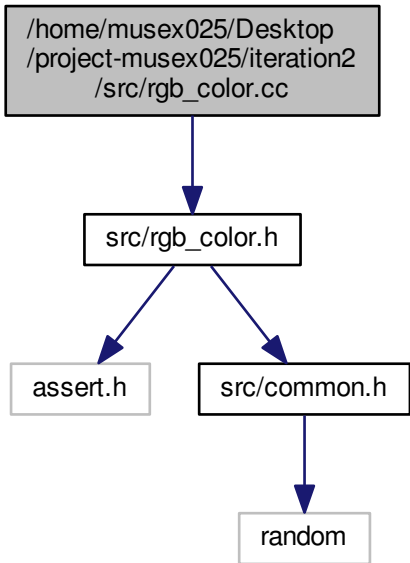 /home/musex025/Desktop
/project-musex025/iteration2
/src/rgb_color.cc
src/rgb_color.h
assert.h
src/common.h
random